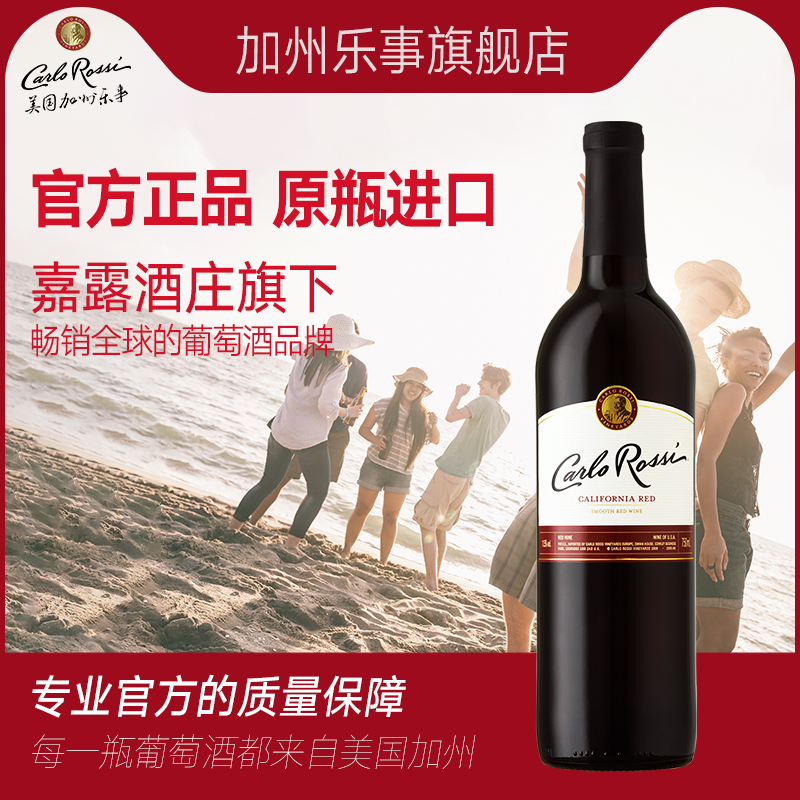 加州乐事旗舰店
Carlo Rossi
美国加州乐事
官方正品 原瓶进口
嘉露酒庄旗下
畅销全球的葡萄酒品牌
Carlo Rossi
CALIFORNIA RED
SMOOTH RED WINE
RED WINE
WINE OF U.S.A.
专业官方的质量保障
每一瓶葡萄酒都来自美国加州